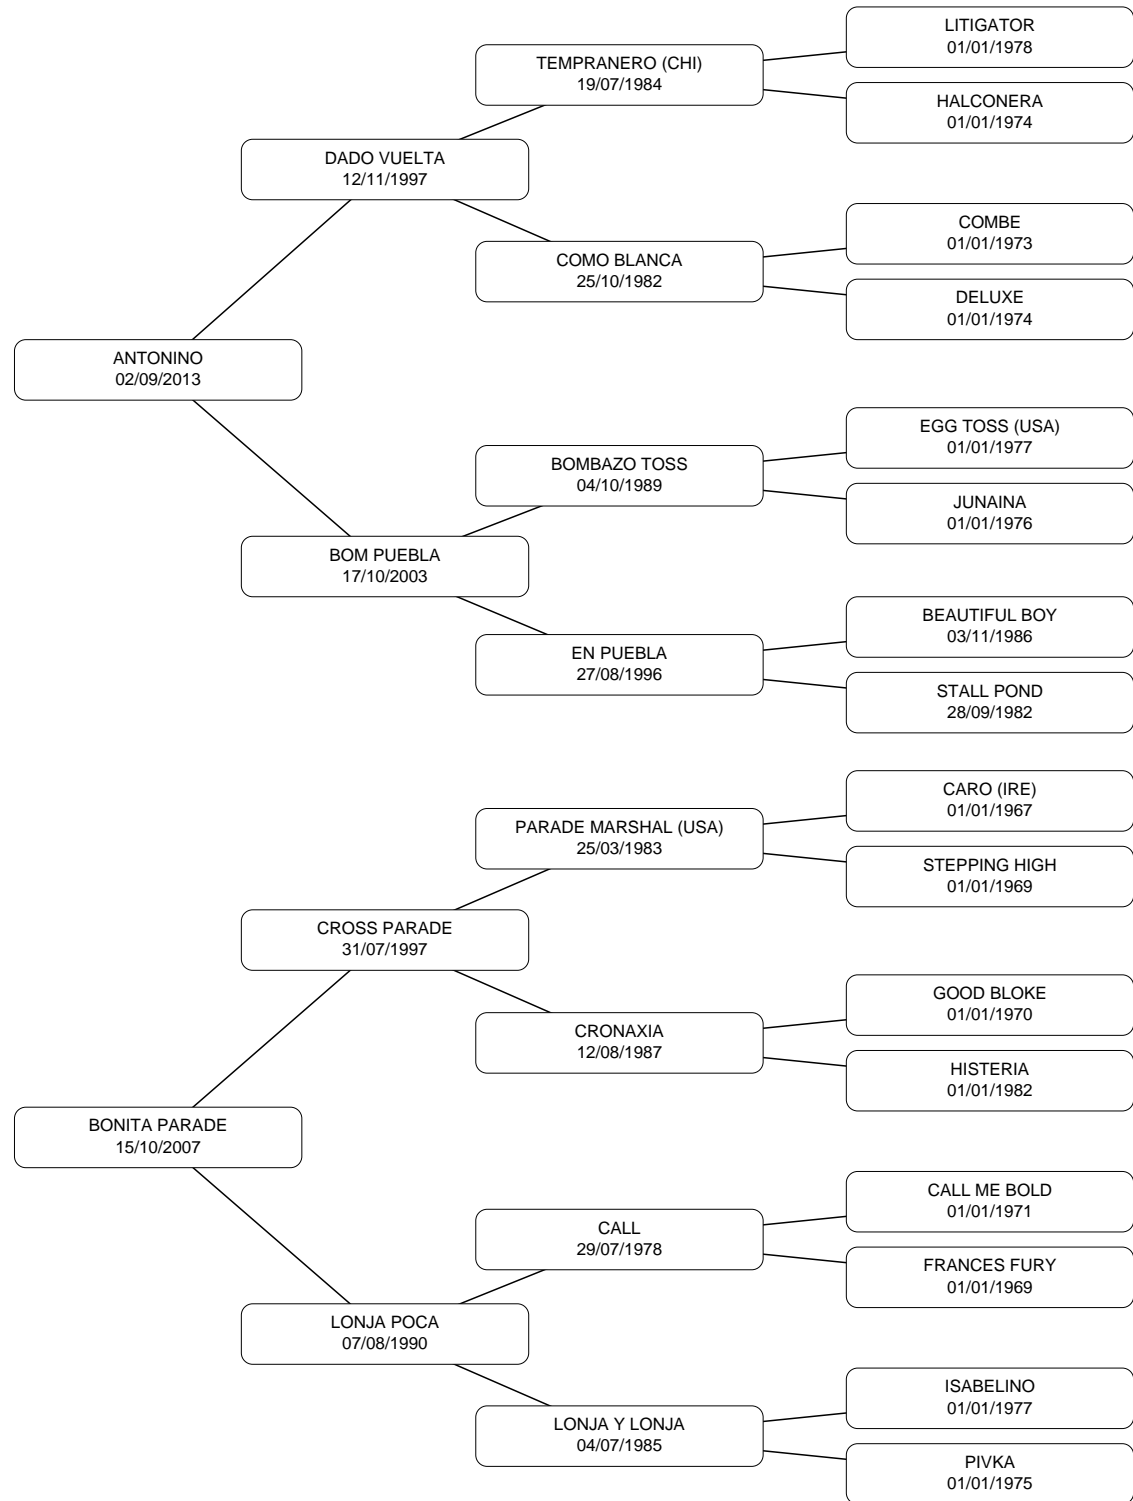 LITIGATOR
01/01/1978
TEMPRANERO (CHI)
19/07/1984
HALCONERA
01/01/1974
DADO VUELTA
12/11/1997
COMBE
01/01/1973
COMO BLANCA
25/10/1982
DELUXE
01/01/1974
ANTONINO
02/09/2013
EGG TOSS (USA)
01/01/1977
BOMBAZO TOSS
04/10/1989
JUNAINA
01/01/1976
BOM PUEBLA
17/10/2003
BEAUTIFUL BOY
03/11/1986
EN PUEBLA
27/08/1996
STALL POND
28/09/1982
CARO (IRE)
01/01/1967
PARADE MARSHAL (USA)
25/03/1983
STEPPING HIGH
01/01/1969
CROSS PARADE
31/07/1997
GOOD BLOKE
01/01/1970
CRONAXIA
12/08/1987
HISTERIA
01/01/1982
BONITA PARADE
15/10/2007
CALL ME BOLD
01/01/1971
CALL
29/07/1978
FRANCES FURY
01/01/1969
LONJA POCA
07/08/1990
ISABELINO
01/01/1977
LONJA Y LONJA
04/07/1985
PIVKA
01/01/1975